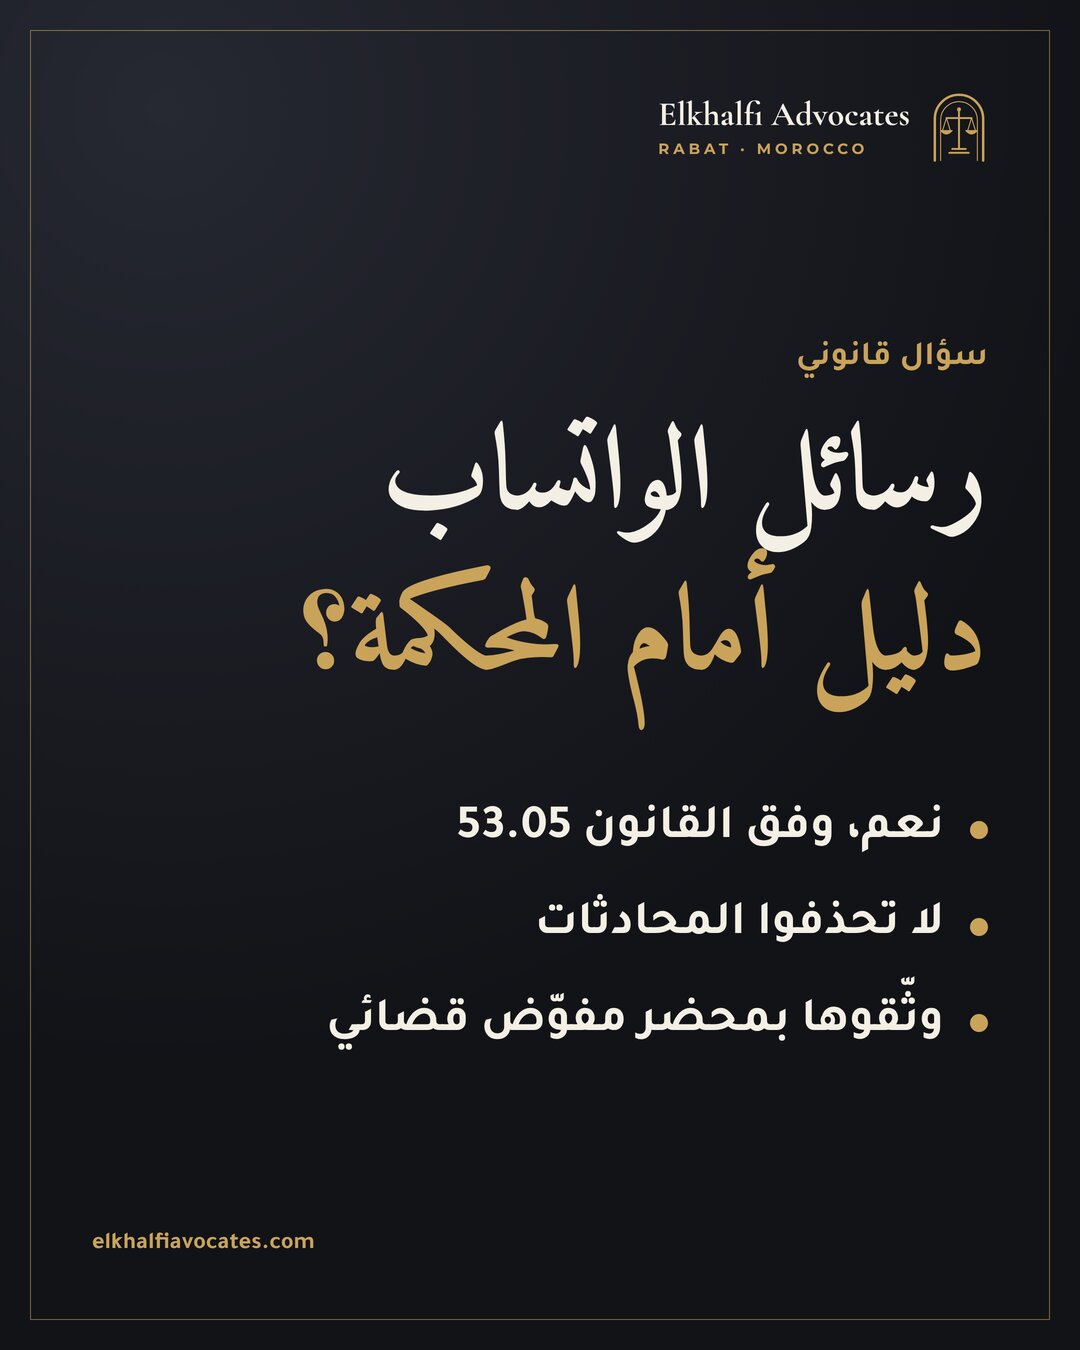 Elkhalfi Advocates
RABAT · MOROCCO
سؤال قانوني
رسائل الواتساب
دليل أمام المحكمة؟
نعم، وفق القانون 53.05
لا تحذفوا المحادثات
وثّقوها بمحضر مفوّض قضائي
elkhalfiavocates.com